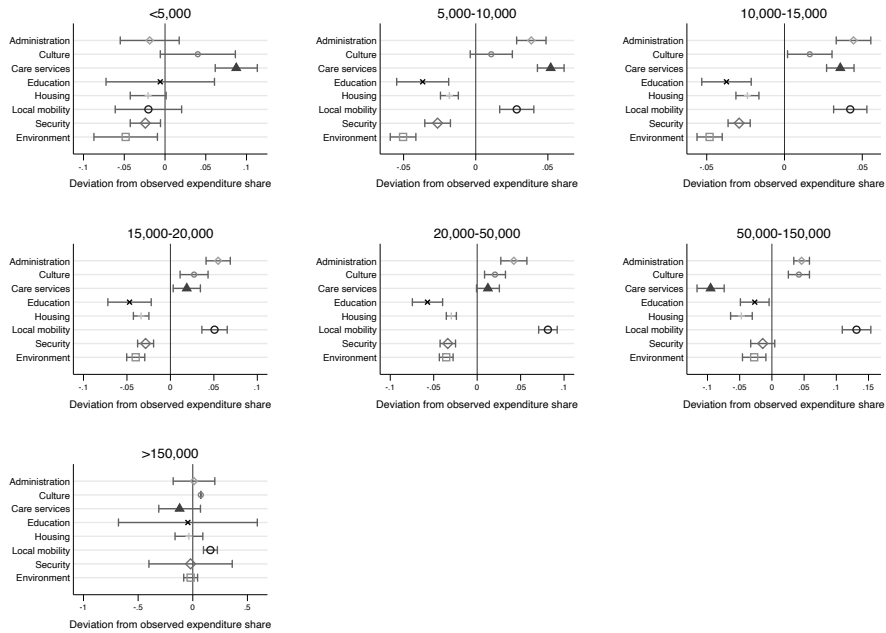 <5,000
Administration
Culture
Care services
Education
Housing
Local mobility
Security
Environment
-.1 -.05 0 .05 .1
Deviation from observed expenditure share
5,000-10,000
Administration
Culture
Care services
Education
Housing
Local mobility
Security
Environment
-.05 0 .05
Deviation from observed expenditure share
10,000-15,000
Administration
Culture
Care services
Education
Housing
Local mobility
Security
Environment
-.05 0 .05
Deviation from observed expenditure share
15,000-20,000
Administration
Culture
Care services
Education
Housing
Local mobility
Security
Environment
-.1 -.05 0 .05 .1
Deviation from observed expenditure share
20,000-50,000
Administration
Culture
Care services
Education
Housing
Local mobility
Security
Environment
-.1 -.05 0 .05 .1
Deviation from observed expenditure share
50,000-150,000
Administration
Culture
Care services
Education
Housing
Local mobility
Security
Environment
-.1 -.05 0 .05 .1 .15
Deviation from observed expenditure share
>150,000
Administration
Culture
Care services
Education
Housing
Local mobility
Security
Environment
-1 -.5 0 .5
Deviation from observed expenditure share